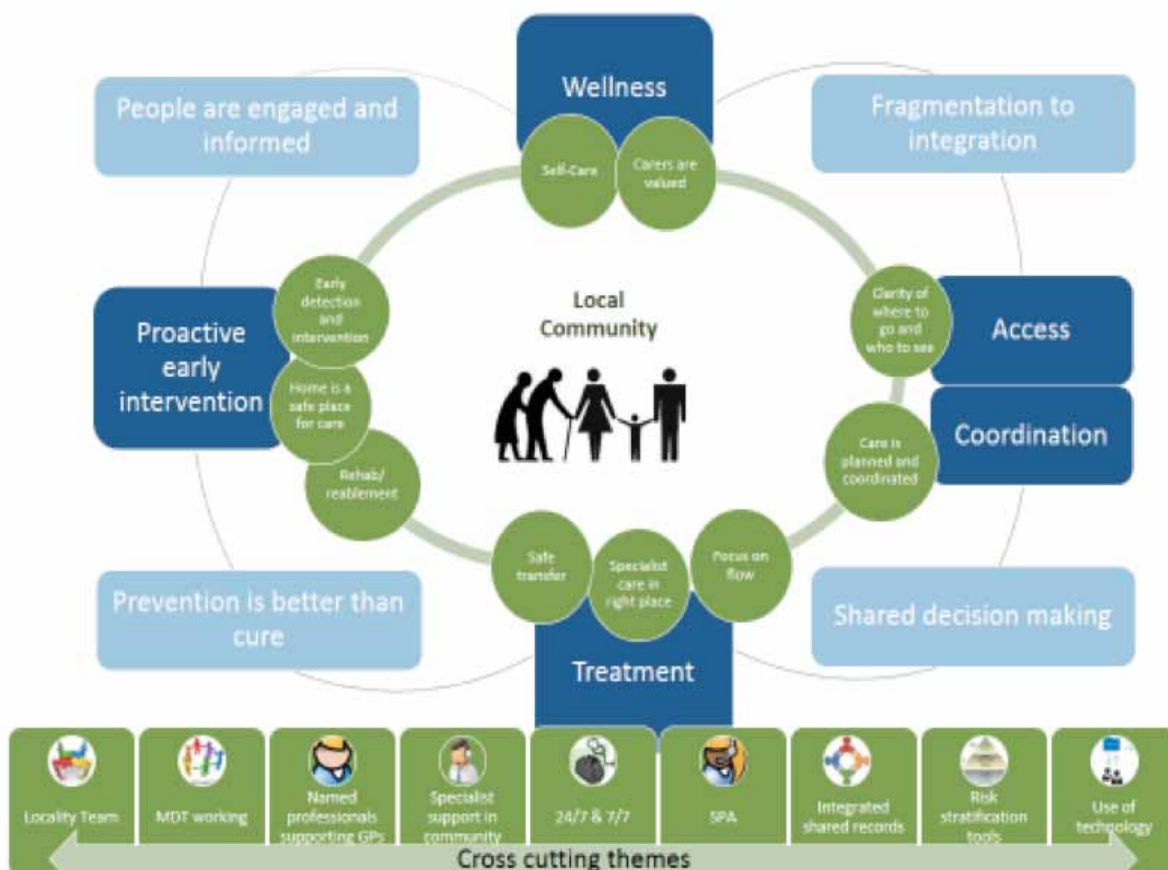 Wellness
People are engaged and
informed
Fragmentation to
integration
Self-Care
Carers are
valued
Early
detection
and
intervention
Local
Community
Clarity of
where to
go and
who to see
Access
Proactive
early
intervention
Home is a
safe place
for care
Coordination
Care is
planned and
coordinated
Rehab/
reablement
Safe
transfer
Specialist
care in
right place
Focus on
flow
Prevention is better than
cure
Shared decision making
Treatment
Locality Team
MDT working
Named
professionals
supporting GPs
Specialist
support in
community
24/7 & 7/7
SPA
Integrated
shared records
Risk
stratification
tools
Use of
technology
Cross cutting themes